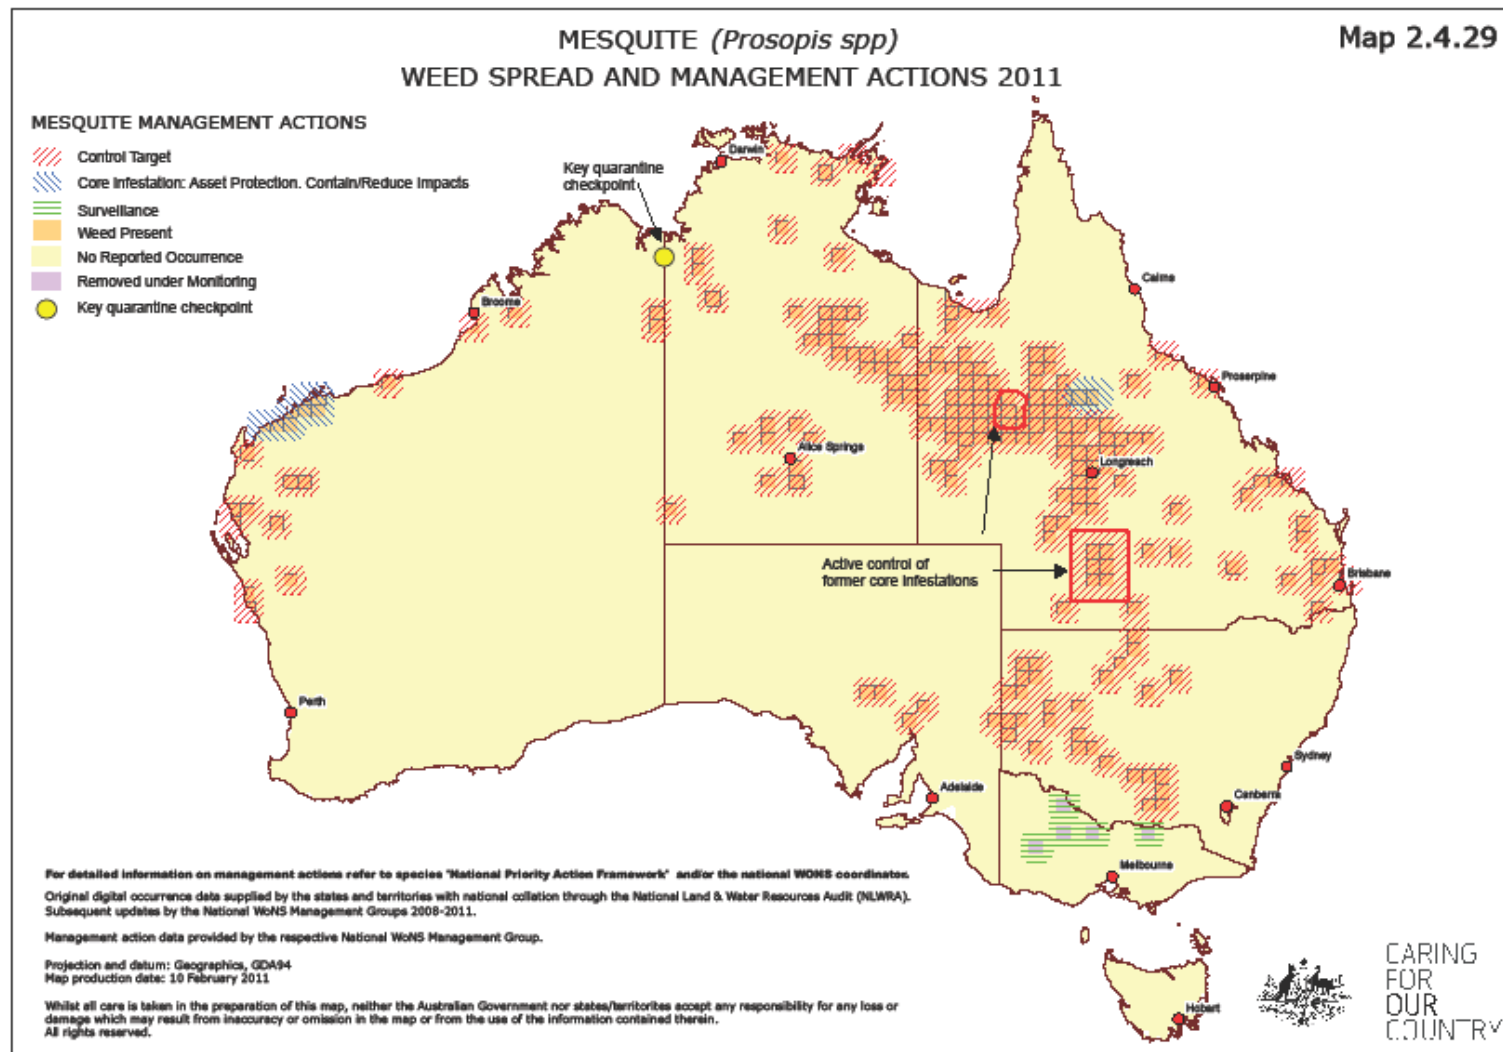 MESQUITE (Prosopis spp)
WEED SPREAD AND MANAGEMENT ACTIONS 2011
Map 2.4.29
MESQUITE MANAGEMENT ACTIONS
Control Target
Core Infestation: Asset Protection. Contain/Reduce Impacts
Surveillance
Weed Present
No Reported Occurrence
Removed under Monitoring
Key quarantine checkpoint
Key quarantine
checkpoint
Darwin
Cairns
Broome
Proserpine
Alice Springs
Longreach
Active control of
former core infestations
Brisbane
Perth
Sydney
Adelaide
Canberra
Melbourne
Hobart
For detailed information on management actions refer to species 'National Priority Action Framework' and/or the national WONS coordinator.
Original digital occurrence data supplied by the states and territories with national collation through the National Land & Water Resources Audit (NLWRA).
Subsequent updates by the National WoNS Management Groups 2008-2011.
Management action data provided by the respective National WoNS Management Group.
Projection and datum: Geographics, GDA94
Map production date: 10 February 2011
Whilst all care is taken in the preparation of this map, neither the Australian Government nor states/territorites accept any responsibility for any loss or
damage which may result from inaccuracy or omission in the map or from the use of the information contained therein.
All rights reserved.
CARING
FOR
OUR
COUNTRY